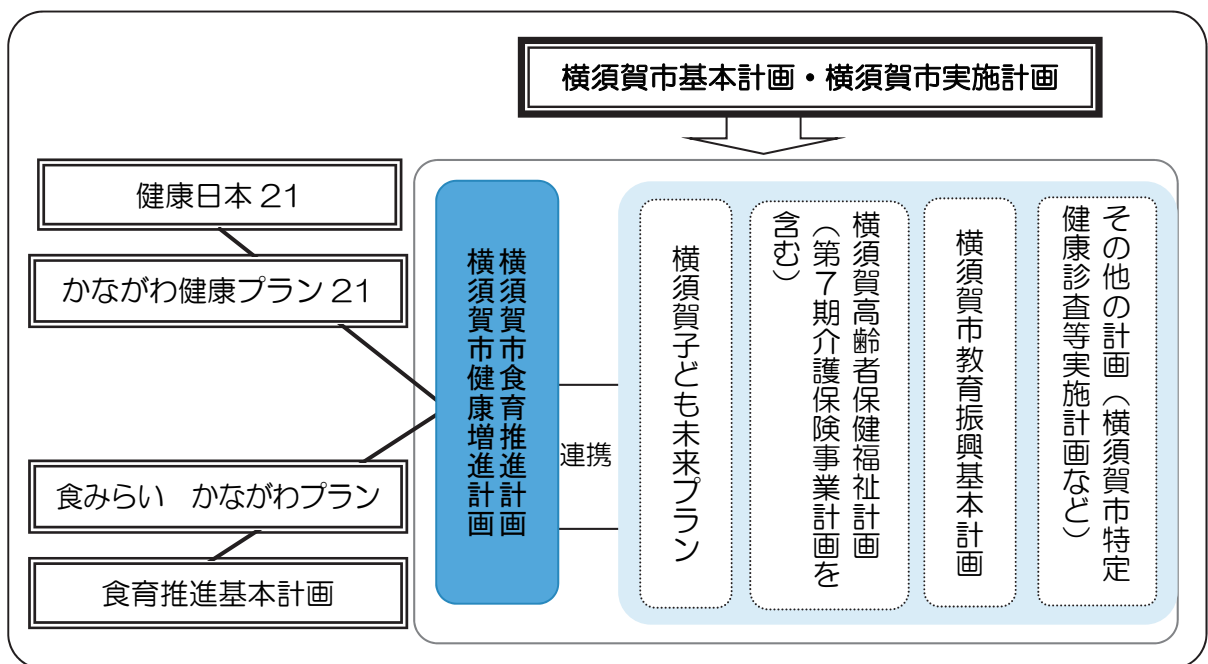 横須賀市基本計画・横須賀市実施計画
健康日本 21
かながわ健康プラン 21
食みらい　かながわプラン
食育推進基本計画
横須賀市食育推進計画
横須賀市健康増進計画
連携
横須賀子ども未来プラン
横須賀高齢者保健福祉計画
（第７期介護保険事業計画を
含む）
横須賀市教育振興基本計画
その他の計画（横須賀市特定
健康診査等実施計画など）